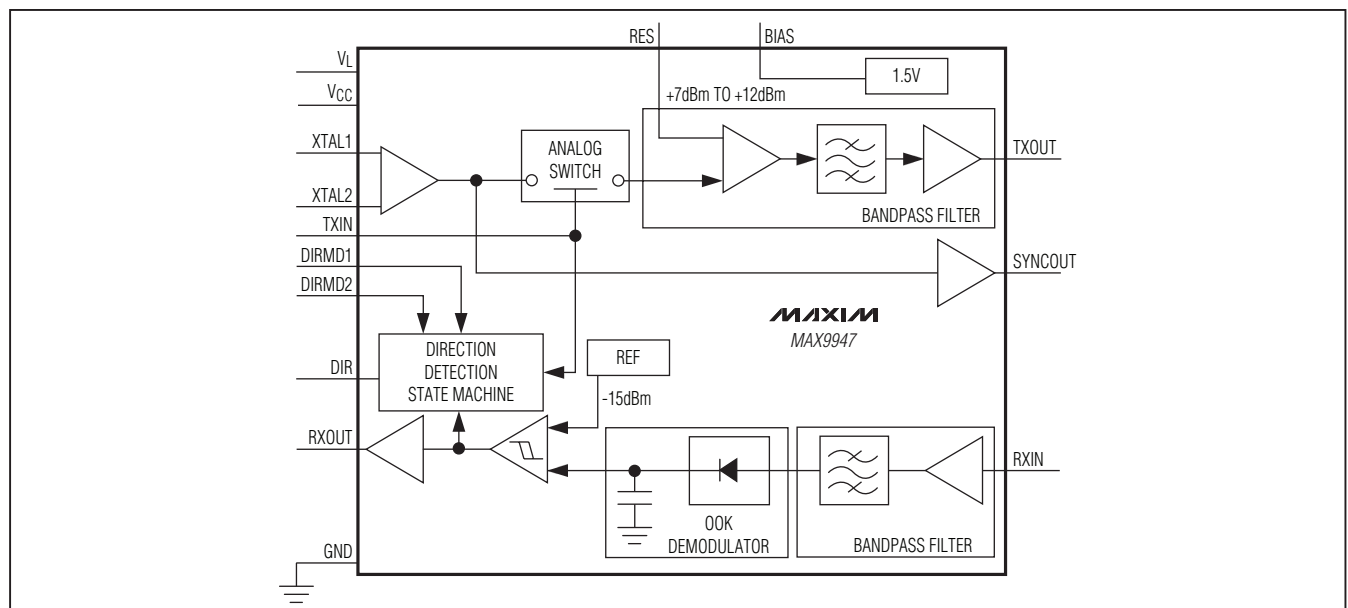 RES
BIAS
VL
1.5V
VCC
+7dBm TO +12dBm
XTAL1
ANALOG
SWITCH
TXOUT
XTAL2
BANDPASS FILTER
TXIN
DIRMD1
SYNCOUT
DIRMD2
MAXIM
MAX9947
DIRECTION
DETECTION
STATE MACHINE
REF
DIR
-15dBm
RXOUT
RXIN
OOK
DEMODULATOR
BANDPASS FILTER
GND